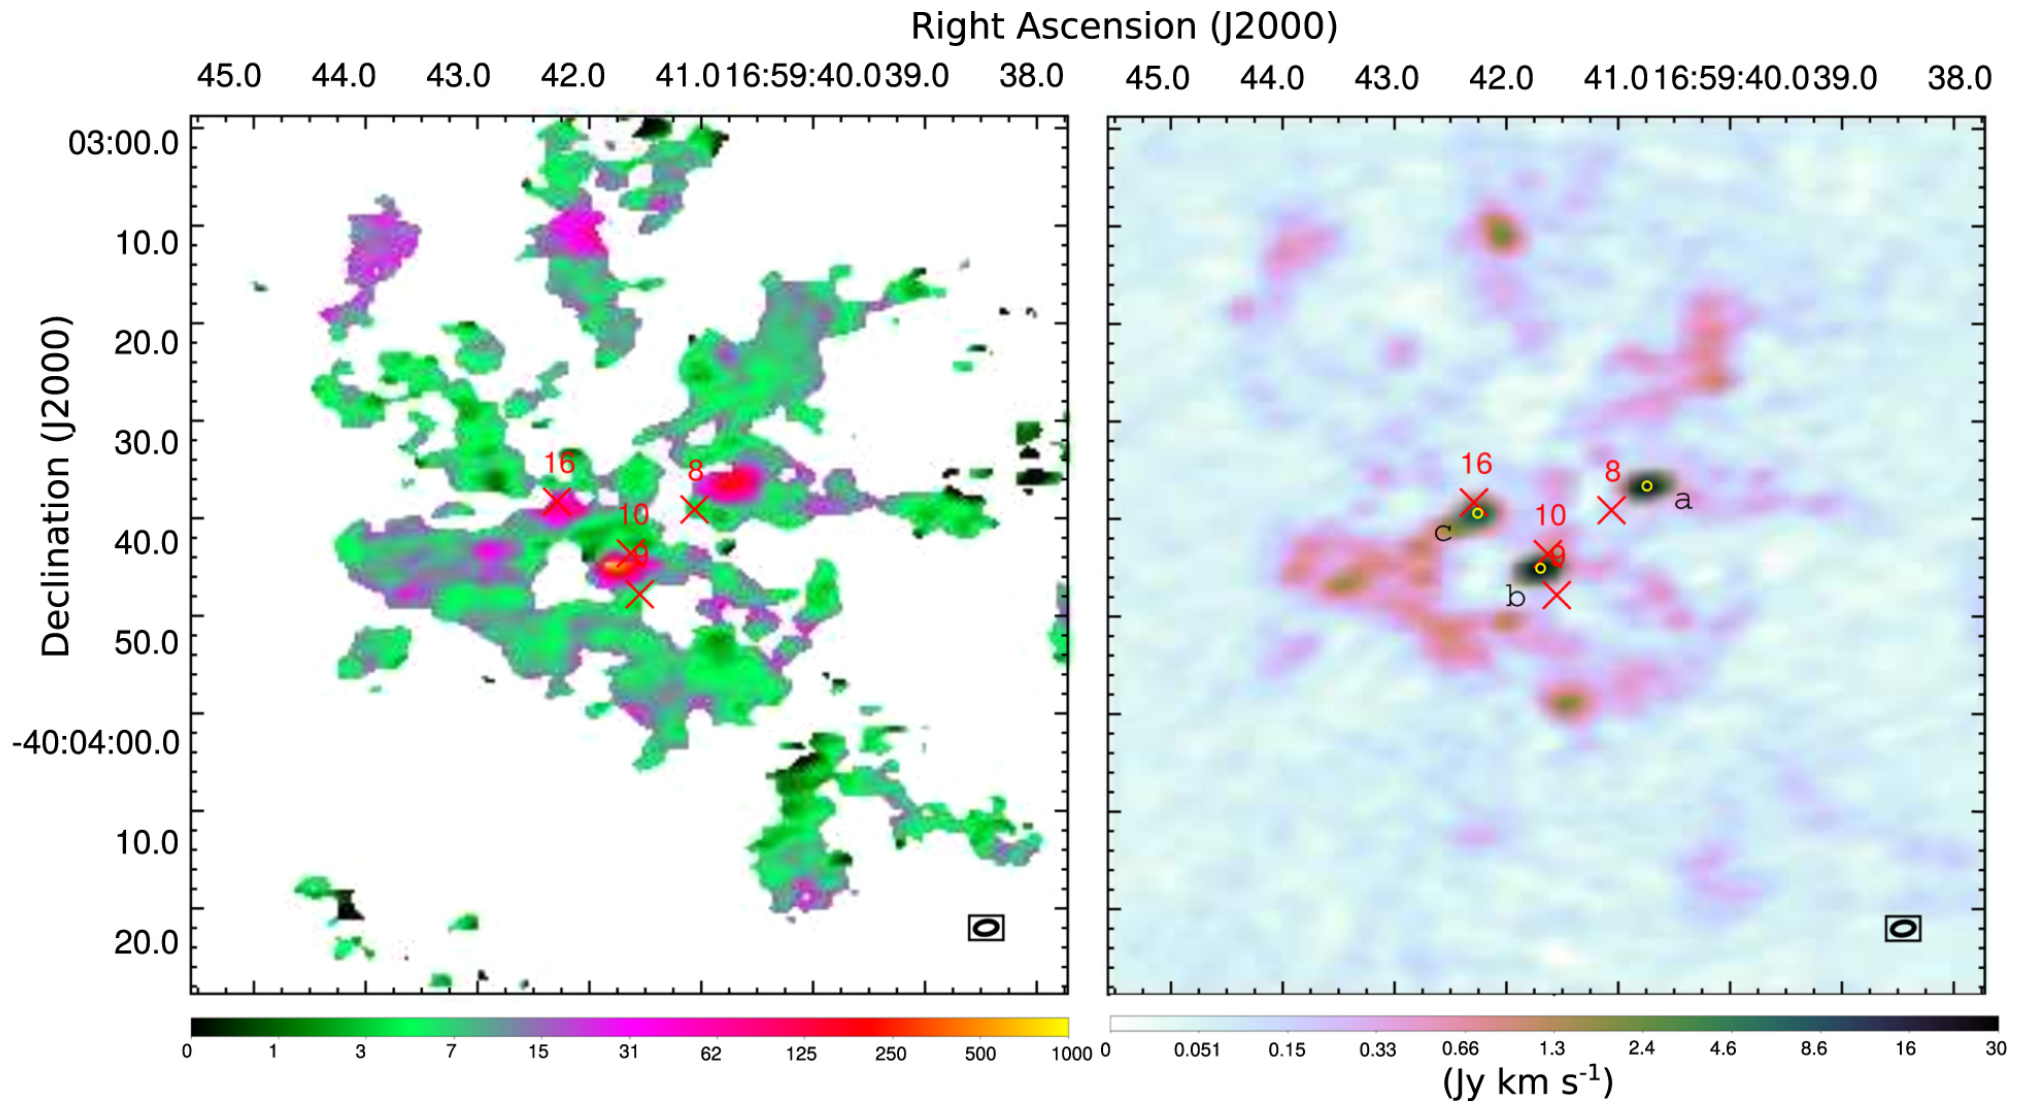 Right Ascension (J2000)
45.0 44.0 43.0 42.0 41.0 16:59:40.0 39.0 38.0
45.0 44.0 43.0 42.0 41.0 16:59:40.0 39.0 38.0
Declination (J2000)
03:00.0
10.0
20.0
30.0
40.0
50.0
-40:04:00.0
10.0
20.0
16
8
10
9
16
8
10
9
a
c
b
0 1 3 7 15 31 62 125 250 500 1000
0 0.051 0.15 0.33 0.66 1.3 2.4 4.6 8.6 16 30
(Jy km s⁻¹)